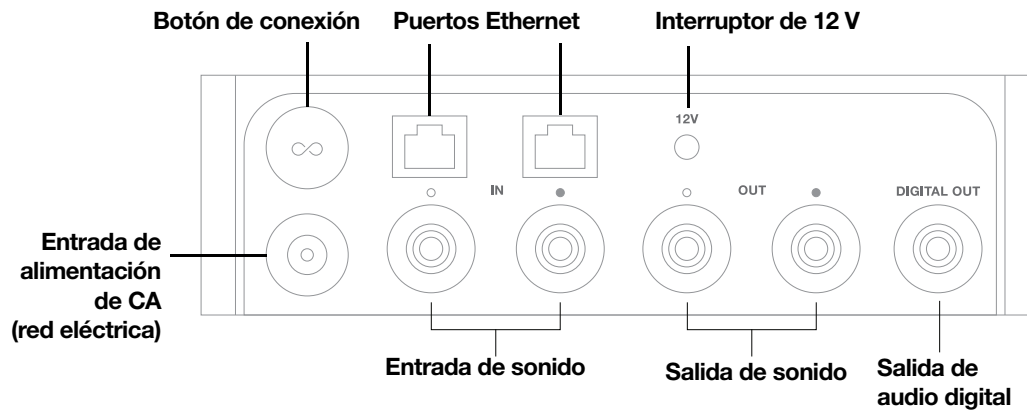 Botón de conexión
Puertos Ethernet
Interruptor de 12 V
12V
IN
OUT
DIGITAL OUT
Entrada de
alimentación
de CA
(red eléctrica)
Entrada de sonido
Salida de sonido
Salida de
audio digital